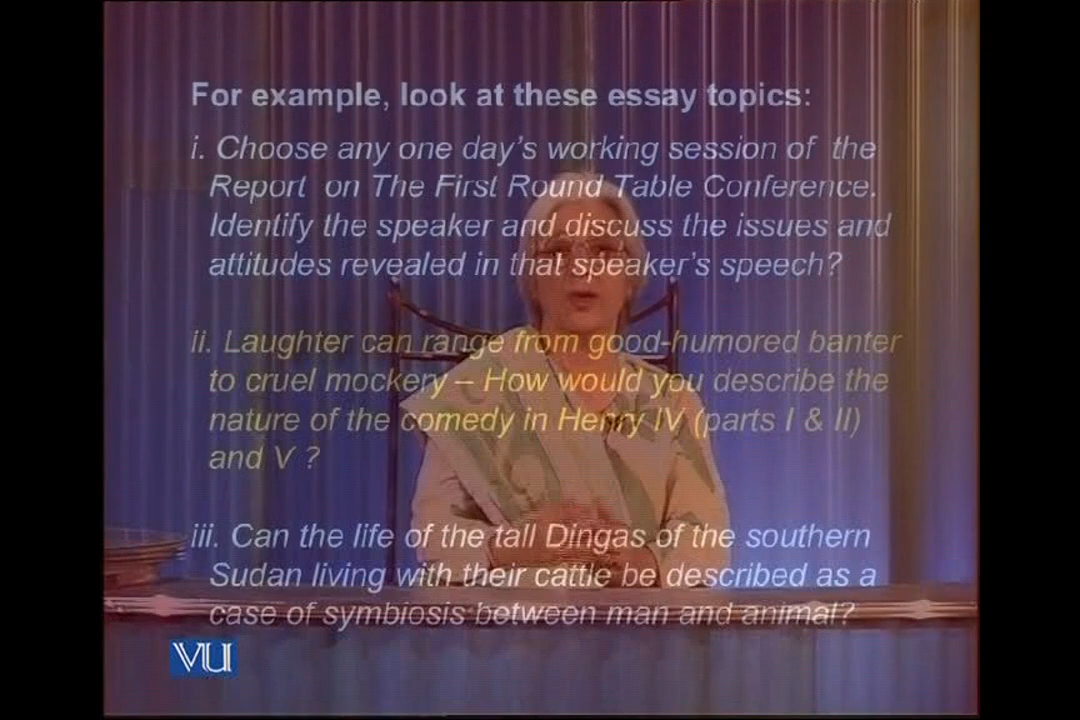 For example, look at these essay topics:
i. Choose any one day's working session of the
Report on The First Round Table Conference.
Identify the speaker and discuss the issues and
attitudes revealed in that speaker's speech?
ii. Laughter can range from good-humored banter
to cruel mockery – How would you describe the
nature of the comedy in Henry IV (parts I & II)
and V ?
iii. Can the life of the tall Dingas of the southern
Sudan living with their cattle be described as a
case of symbiosis between man and animal?
VU